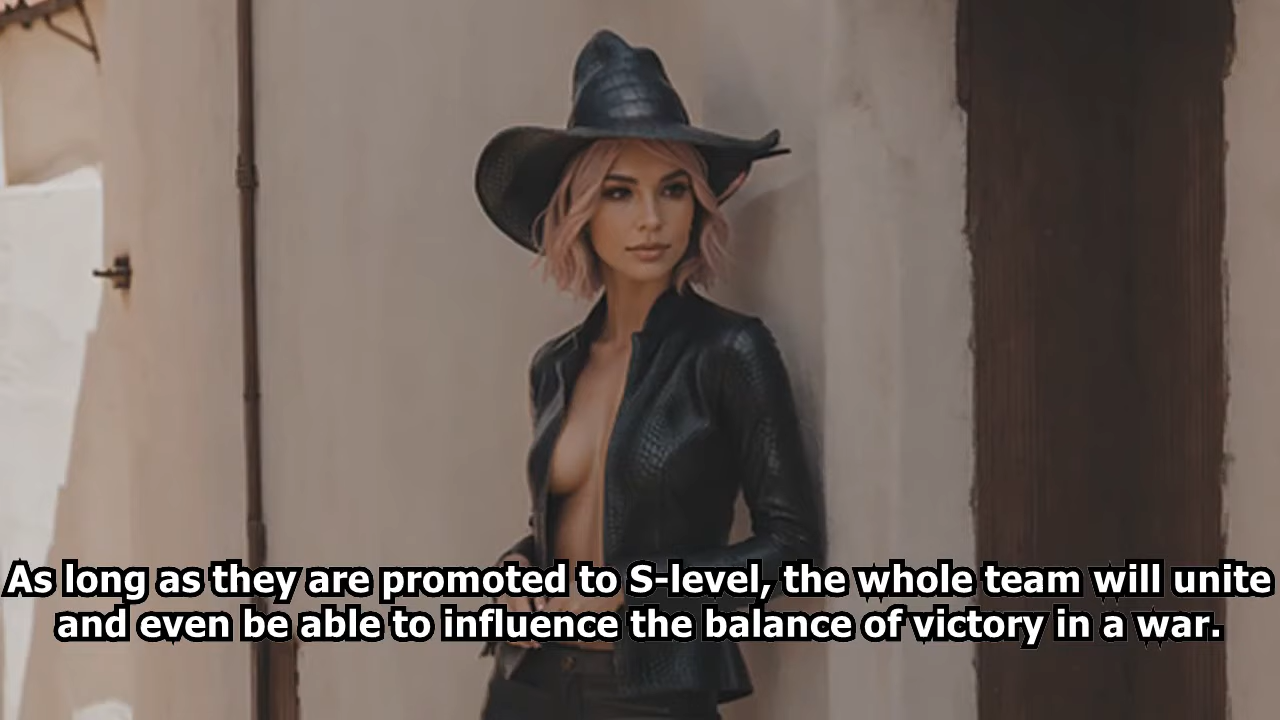 As long as they are promoted to S-level, the whole team will unite
and even be able to influence the balance of victory in a war.